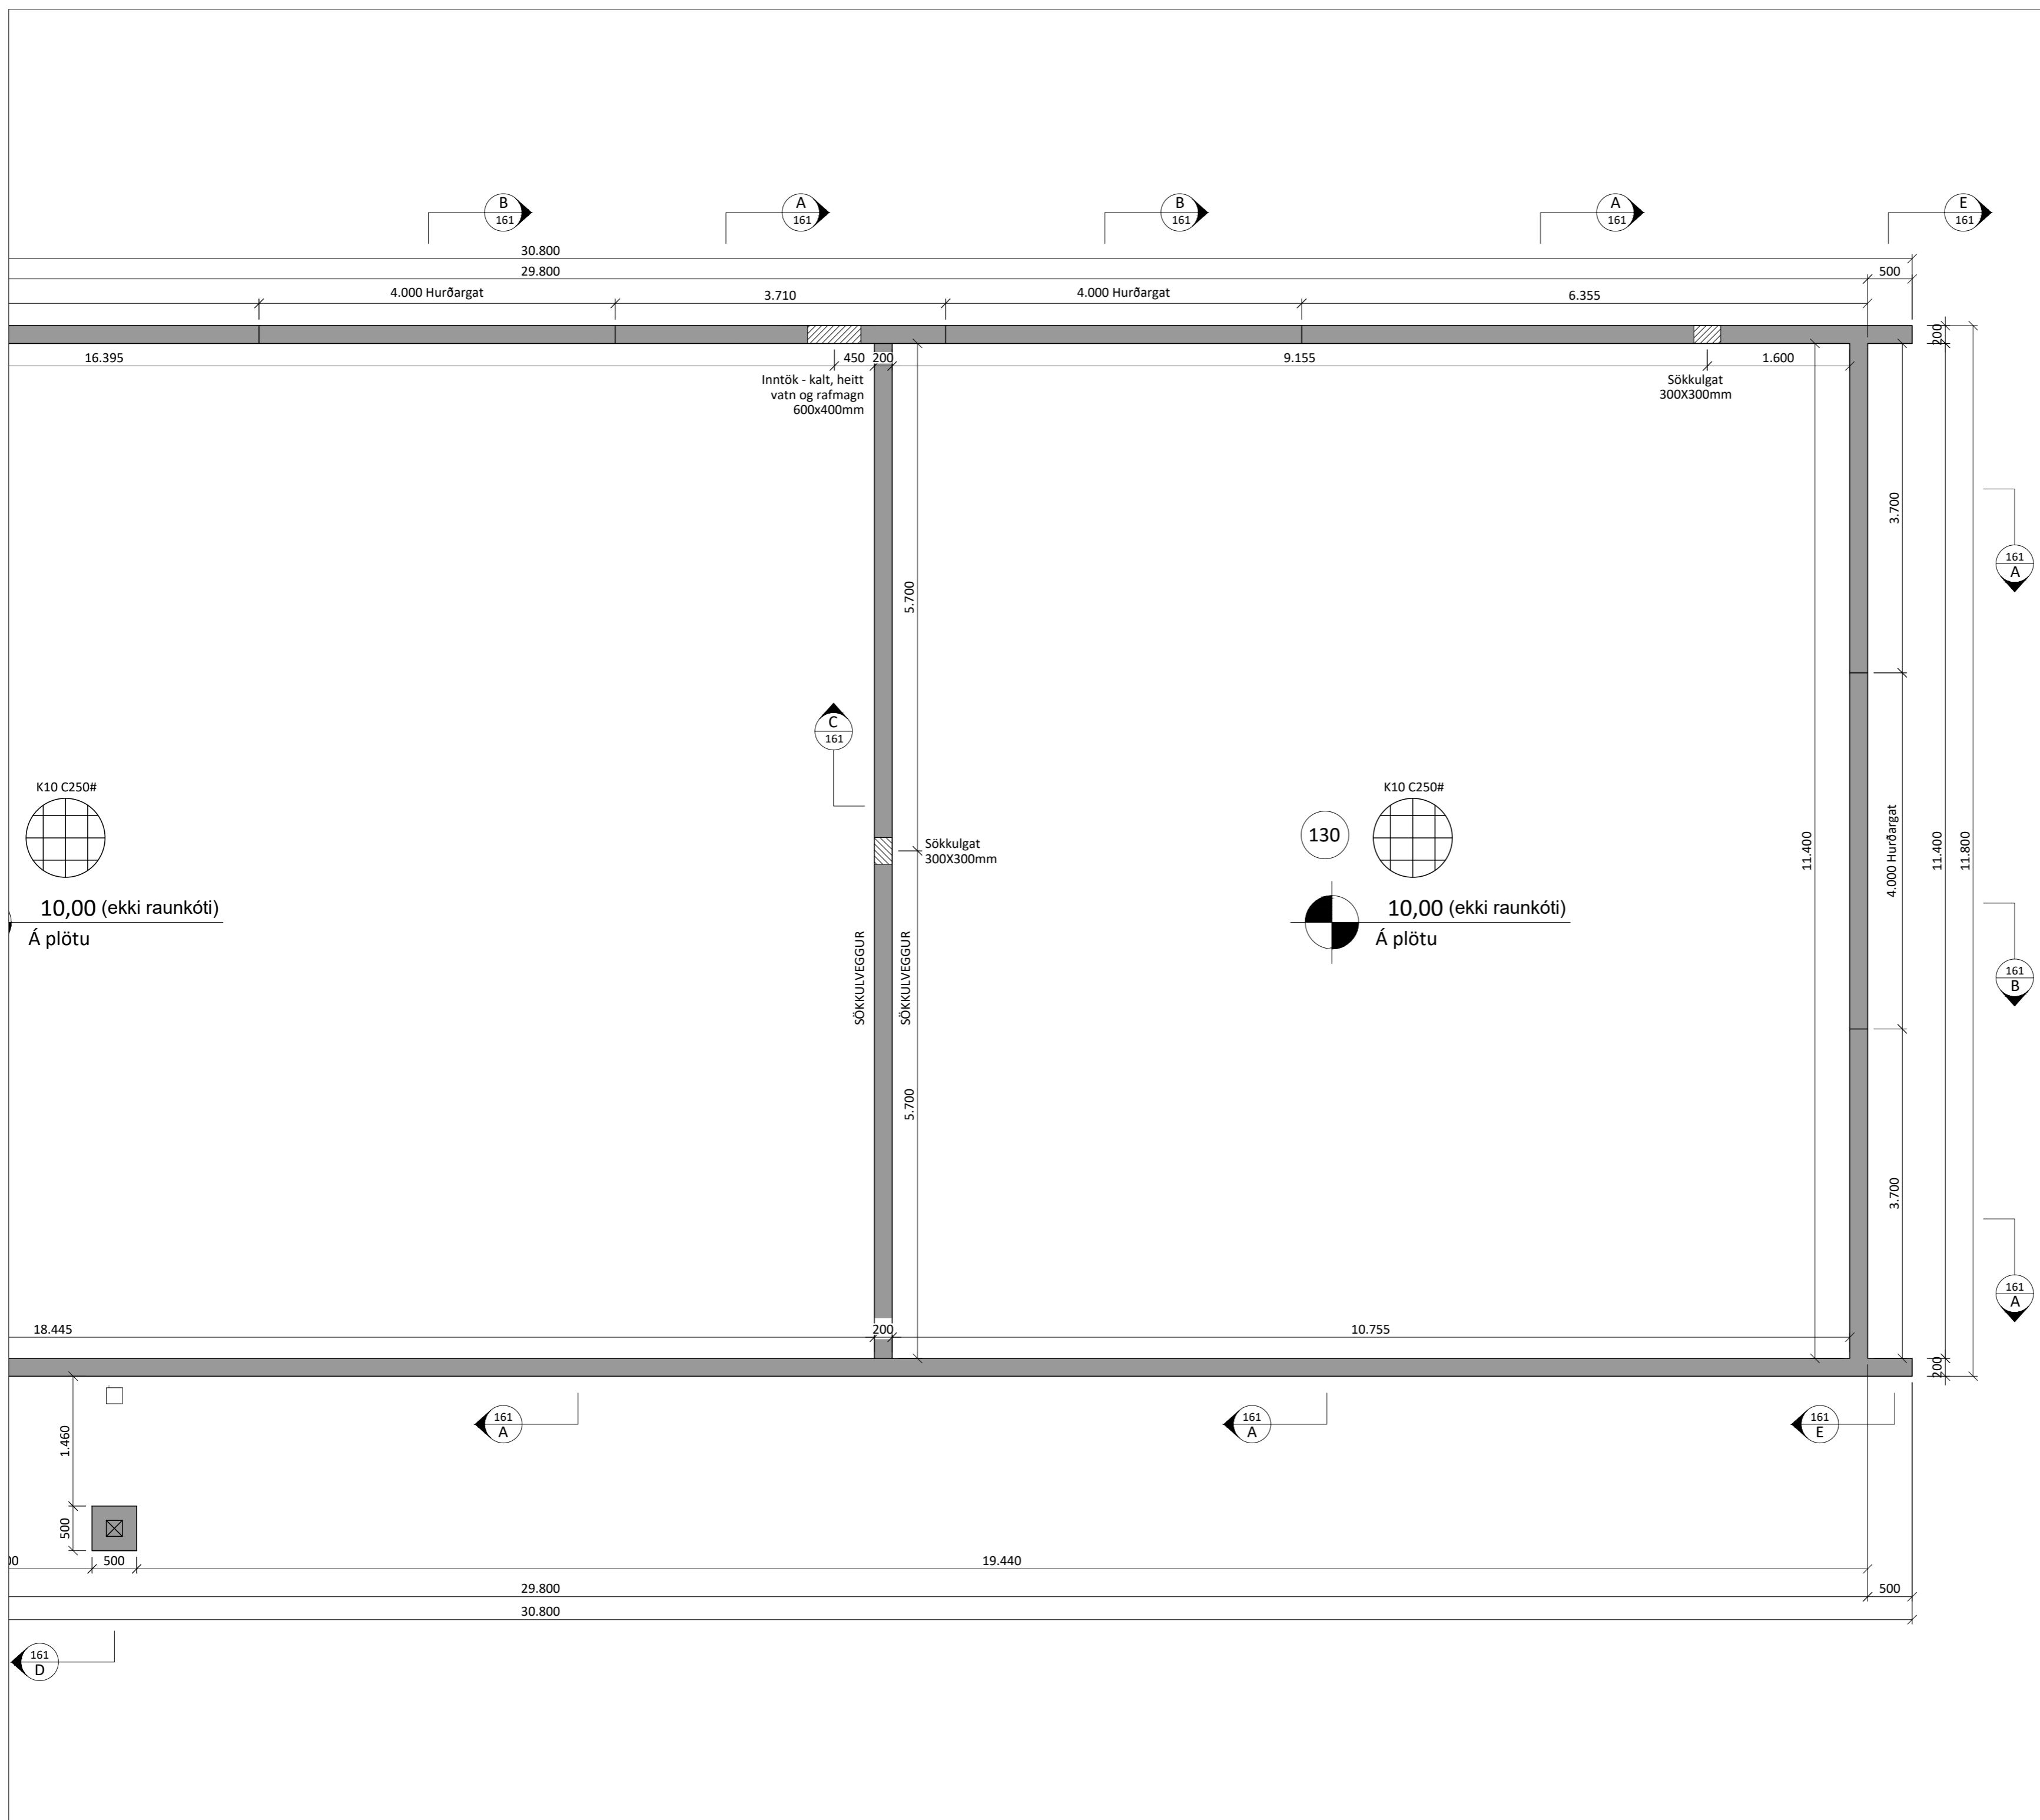 B
161
A
161
B
161
A
161
E
161
30.800
29.800
500
4.000 Hurðargat
3.710
4.000 Hurðargat
6.355
200
16.395
450
200
9.155
1.600
Inntök - kalt, heitt
vatn og rafmagn
600x400mm
Sökkulgat
300X300mm
3.700
161
A
5.700
C
161
K10 C250#
K10 C250#
130
Sökkulgat
300X300mm
11.400
4.000 Hurðargat
11.400
11.800
10,00 (ekki raunkóti)
Á plötu
10,00 (ekki raunkóti)
Á plötu
SÖKKULVEGGUR
SÖKKULVEGGUR
161
B
5.700
3.700
161
A
18.445
200
10.755
200
161
A
161
A
161
E
1.460
500
500
19.440
29.800
500
30.800
161
D